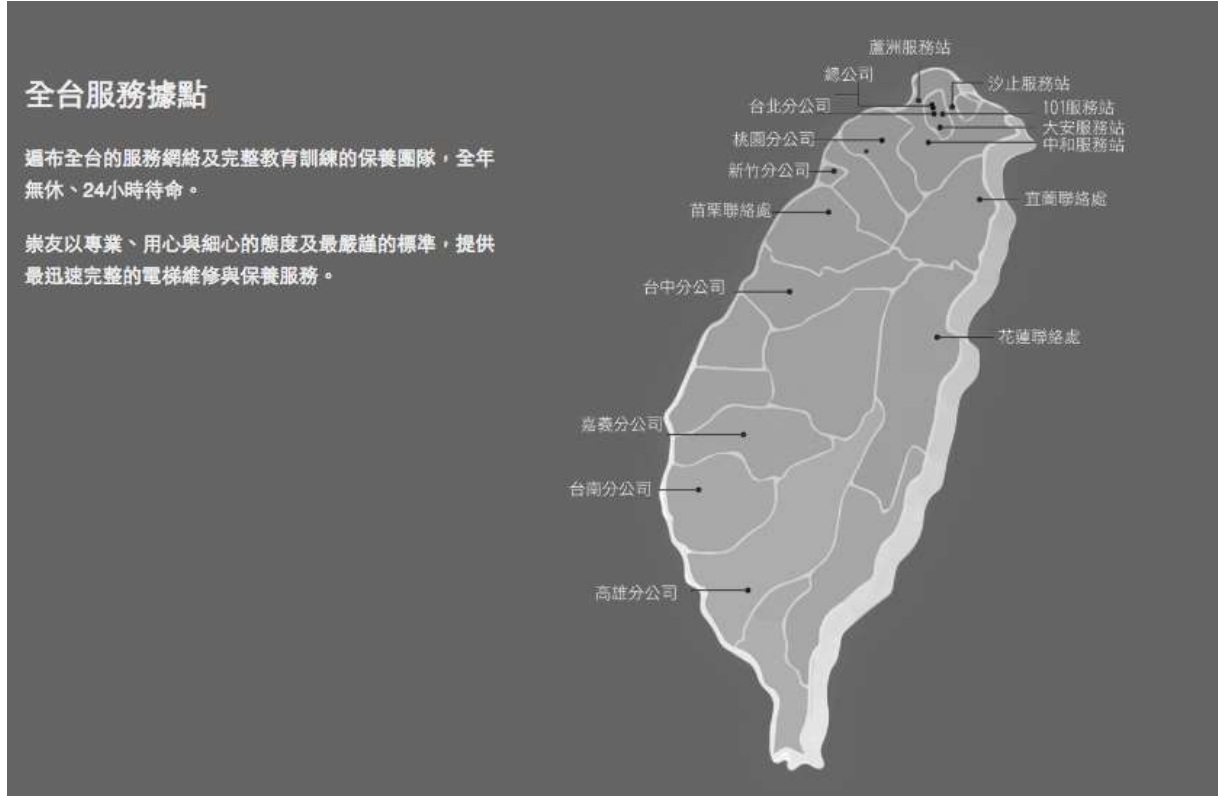 全台服務據點
遍布全台的服務網絡及完整教育訓練的保養團隊，全年
無休、24小時待命。
崇友以專業、用心與細心的態度及最嚴謹的標準，提供
最迅速完整的電梯維修與保養服務。
蘆洲服務站
總公司
汐止服務站
台北分公司
101服務站
大安服務站
桃園分公司
中和服務站
新竹分公司
苗栗聯絡處
宜蘭聯絡處
台中分公司
花蓮聯絡處
嘉義分公司
台南分公司
高雄分公司